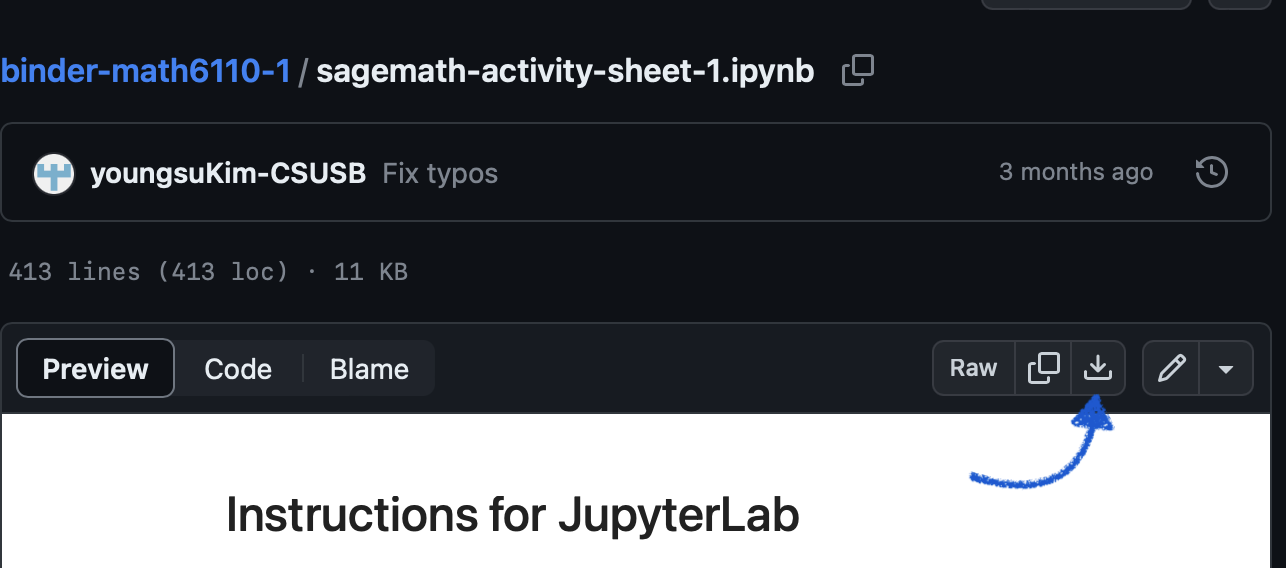 binder-math6110-1 / sagemath-activity-sheet-1.ipynb
youngsuKim-CSUSB Fix typos 3 months ago
413 lines (413 loc) · 11 KB
Preview Code Blame Raw
Instructions for JupyterLab